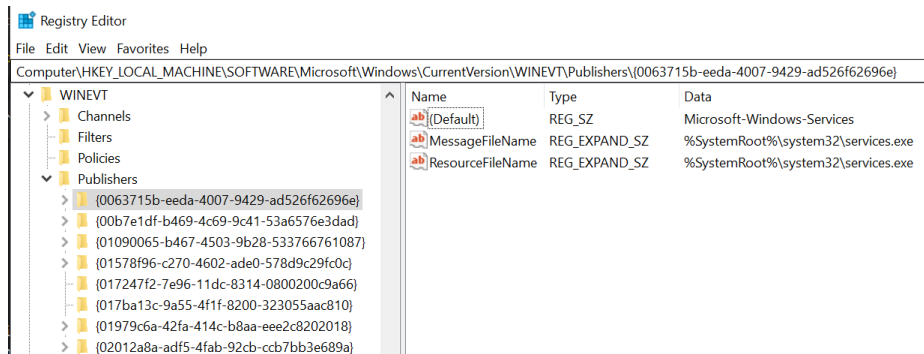 Registry Editor
File Edit View Favorites Help
Computer\HKEY_LOCAL_MACHINE\SOFTWARE\Microsoft\Windows\CurrentVersion\WINEVT\Publishers\{0063715b-eeda-4007-9429-ad526f62696e}
WINEVT
Channels
Filters
Policies
Publishers
{0063715b-eeda-4007-9429-ad526f62696e}
{00b7e1df-b469-4c69-9c41-53a6576e3dad}
{01090065-b467-4503-9b28-533766761087}
{01578f96-c270-4602-ade0-578d9c29fc0c}
{017247f2-7e96-11dc-8314-0800200c9a66}
{017ba13c-9a55-4f1f-8200-323055aac810}
{01979c6a-42fa-414c-b8aa-eee2c8202018}
{02012a8a-adf5-4fab-92cb-ccb7bb3e689a}
Name Type Data
ab (Default) REG_SZ Microsoft-Windows-Services
ab MessageFileName REG_EXPAND_SZ %SystemRoot%\system32\services.exe
ab ResourceFileName REG_EXPAND_SZ %SystemRoot%\system32\services.exe